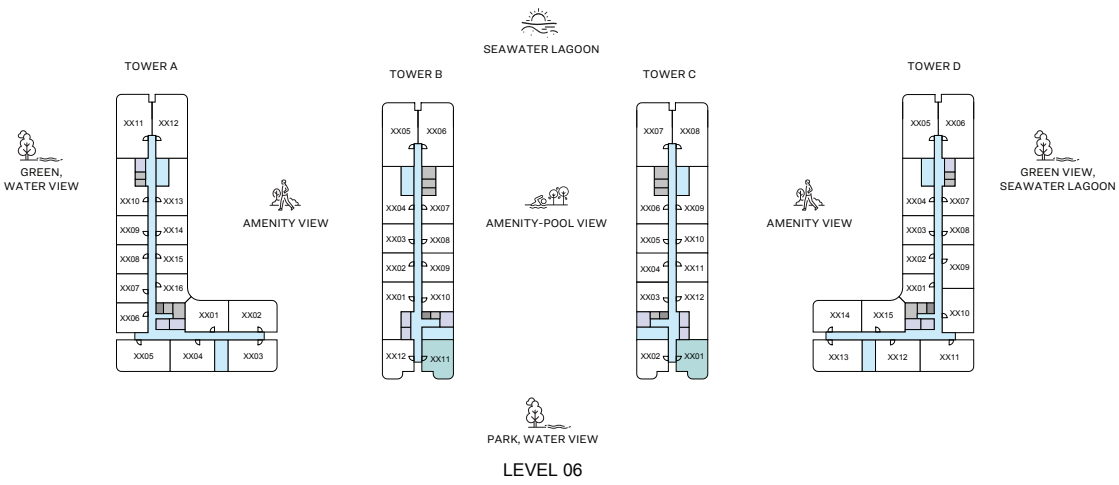 SEAWATER LAGOON
TOWER A
TOWER B
TOWER C
TOWER D
XX11
XX12
XX10
XX13
XX09
XX14
XX08
XX15
XX07
XX16
XX06
XX01
XX02
XX05
XX04
XX03
XX05
XX06
XX04
XX07
XX03
XX08
XX02
XX09
XX01
XX10
XX12
XX11
XX07
XX08
XX06
XX09
XX05
XX10
XX04
XX11
XX03
XX12
XX02
XX01
XX05
XX06
XX04
XX07
XX03
XX08
XX02
XX09
XX01
XX10
XX14
XX15
XX13
XX12
XX11
GREEN,
WATER VIEW
AMENITY VIEW
AMENITY-POOL VIEW
AMENITY VIEW
GREEN VIEW,
SEAWATER LAGOON
PARK, WATER VIEW
LEVEL 06